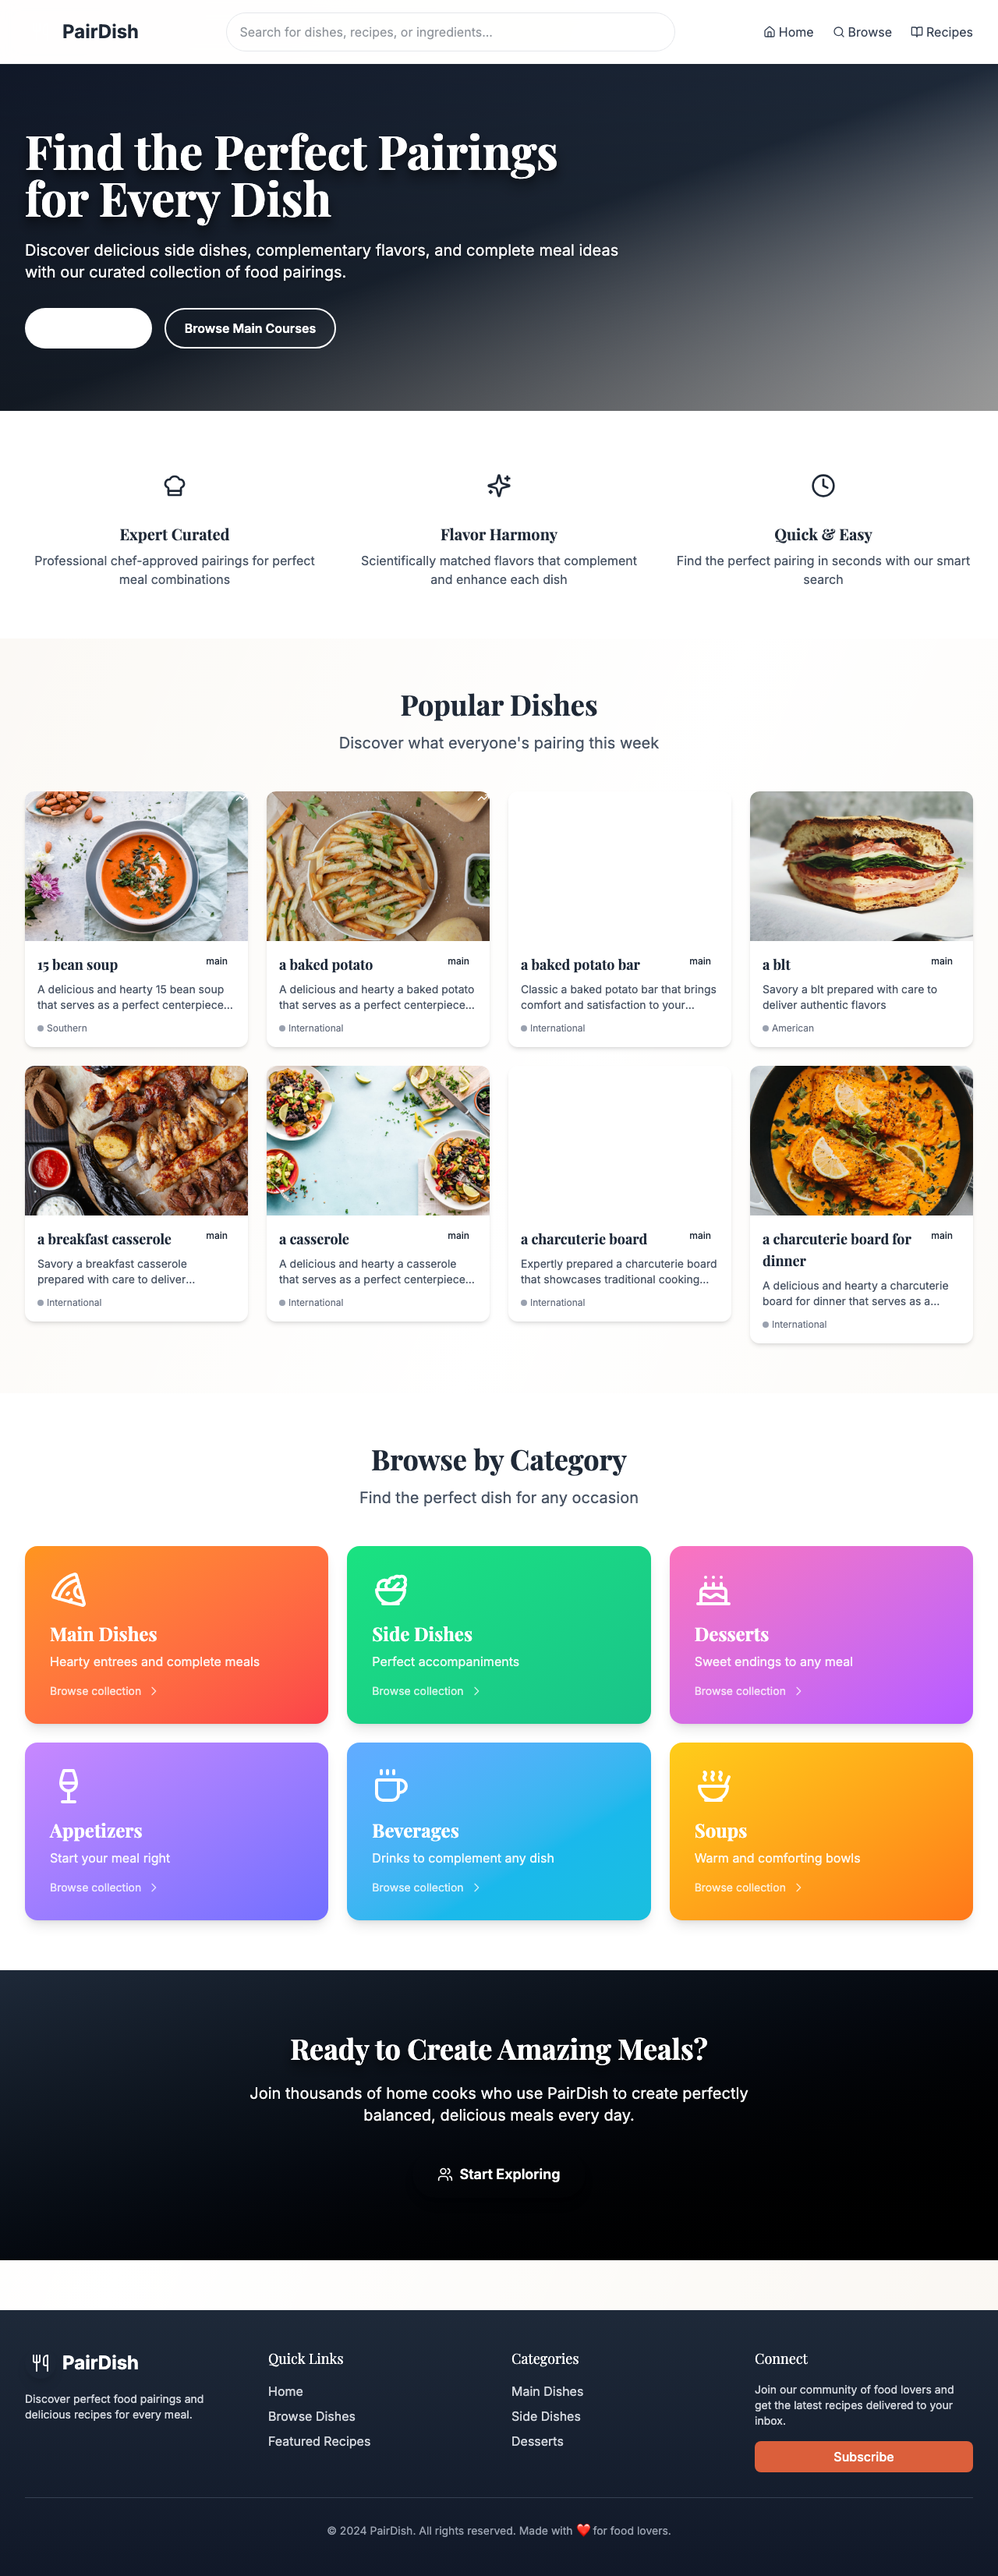 PairDish
Search for dishes, recipes, or ingredients...
Home
Browse
Recipes
Find the Perfect Pairings
for Every Dish
Discover delicious side dishes, complementary flavors, and complete meal ideas
with our curated collection of food pairings.
Browse Main Courses
Expert Curated
Professional chef-approved pairings for perfect
meal combinations
Flavor Harmony
Scientifically matched flavors that complement
and enhance each dish
Quick & Easy
Find the perfect pairing in seconds with our smart
search
Popular Dishes
Discover what everyone's pairing this week
15 bean soup
main
A delicious and hearty 15 bean soup
that serves as a perfect centerpiece...
Southern
a baked potato
main
A delicious and hearty a baked potato
that serves as a perfect centerpiece...
International
a baked potato bar
main
Classic a baked potato bar that brings
comfort and satisfaction to your...
International
a blt
main
Savory a blt prepared with care to
deliver authentic flavors
American
a breakfast casserole
main
Savory a breakfast casserole
prepared with care to deliver...
International
a casserole
main
A delicious and hearty a casserole
that serves as a perfect centerpiece...
International
a charcuterie board
main
Expertly prepared a charcuterie board
that showcases traditional cooking...
International
a charcuterie board for
dinner
main
A delicious and hearty a charcuterie
board for dinner that serves as a...
International
Browse by Category
Find the perfect dish for any occasion
Main Dishes
Hearty entrees and complete meals
Browse collection
Side Dishes
Perfect accompaniments
Browse collection
Desserts
Sweet endings to any meal
Browse collection
Appetizers
Start your meal right
Browse collection
Beverages
Drinks to complement any dish
Browse collection
Soups
Warm and comforting bowls
Browse collection
Ready to Create Amazing Meals?
Join thousands of home cooks who use PairDish to create perfectly
balanced, delicious meals every day.
Start Exploring
PairDish
Discover perfect food pairings and
delicious recipes for every meal.
Quick Links
Home
Browse Dishes
Featured Recipes
Categories
Main Dishes
Side Dishes
Desserts
Connect
Join our community of food lovers and
get the latest recipes delivered to your
inbox.
Subscribe
© 2024 PairDish. All rights reserved. Made with ❤️ for food lovers.